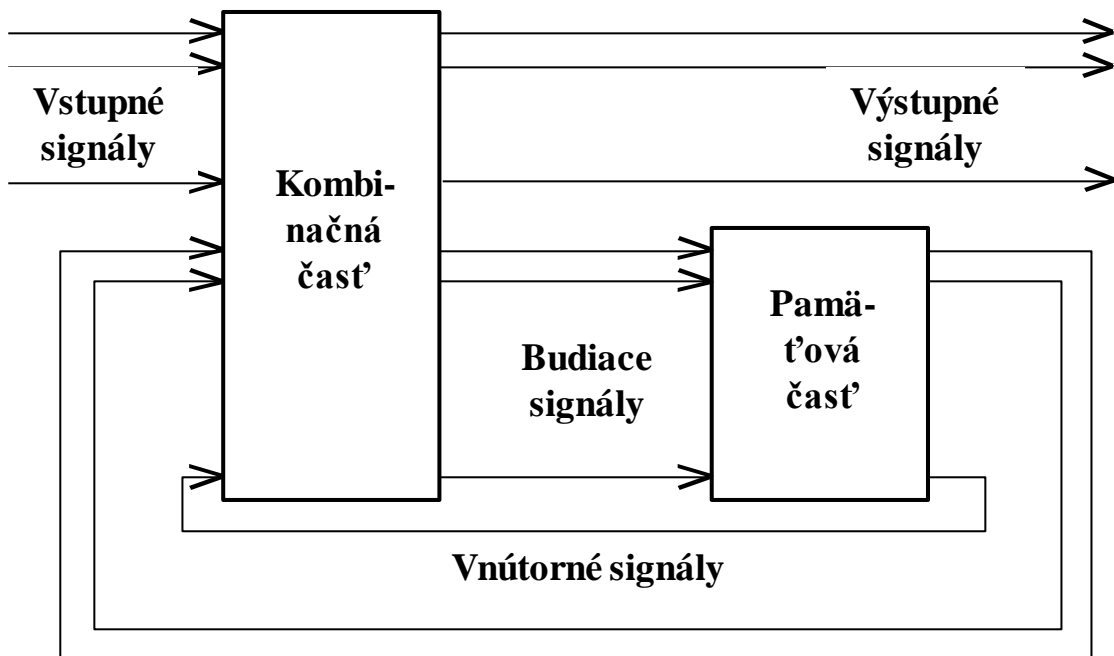 Vstupné
signály
Výstupné
signály
Kombi-
načná
časť
Pamä-
ťová
časť
Budiace
signály
Vnútorné signály